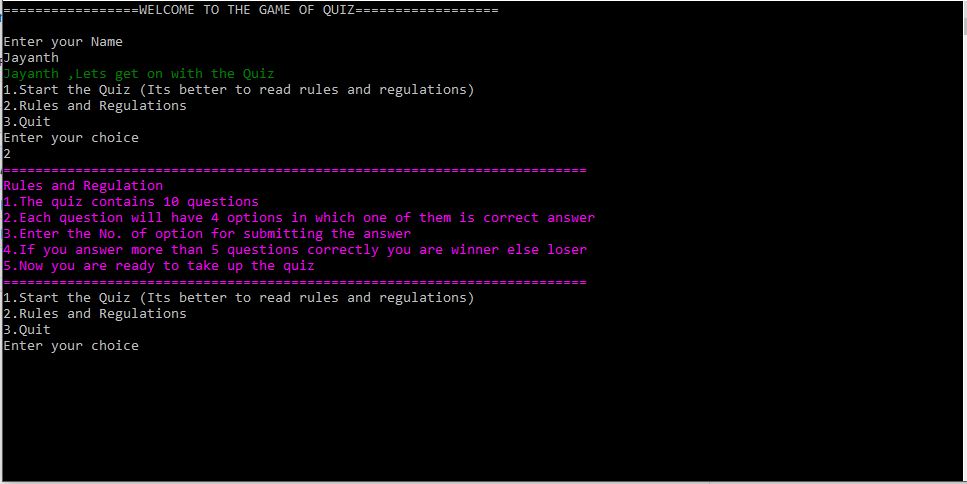 =================WELCOME TO THE GAME OF QUIZ==================
Enter your Name
Jayanth
Jayanth ,Lets get on with the Quiz
1.Start the Quiz (Its better to read rules and regulations)
2.Rules and Regulations
3.Quit
Enter your choice
2
=========================================================================
Rules and Regulation
1.The quiz contains 10 questions
2.Each question will have 4 options in which one of them is correct answer
3.Enter the No. of option for submitting the answer
4.If you answer more than 5 questions correctly you are winner else loser
5.Now you are ready to take up the quiz
=========================================================================
1.Start the Quiz (Its better to read rules and regulations)
2.Rules and Regulations
3.Quit
Enter your choice